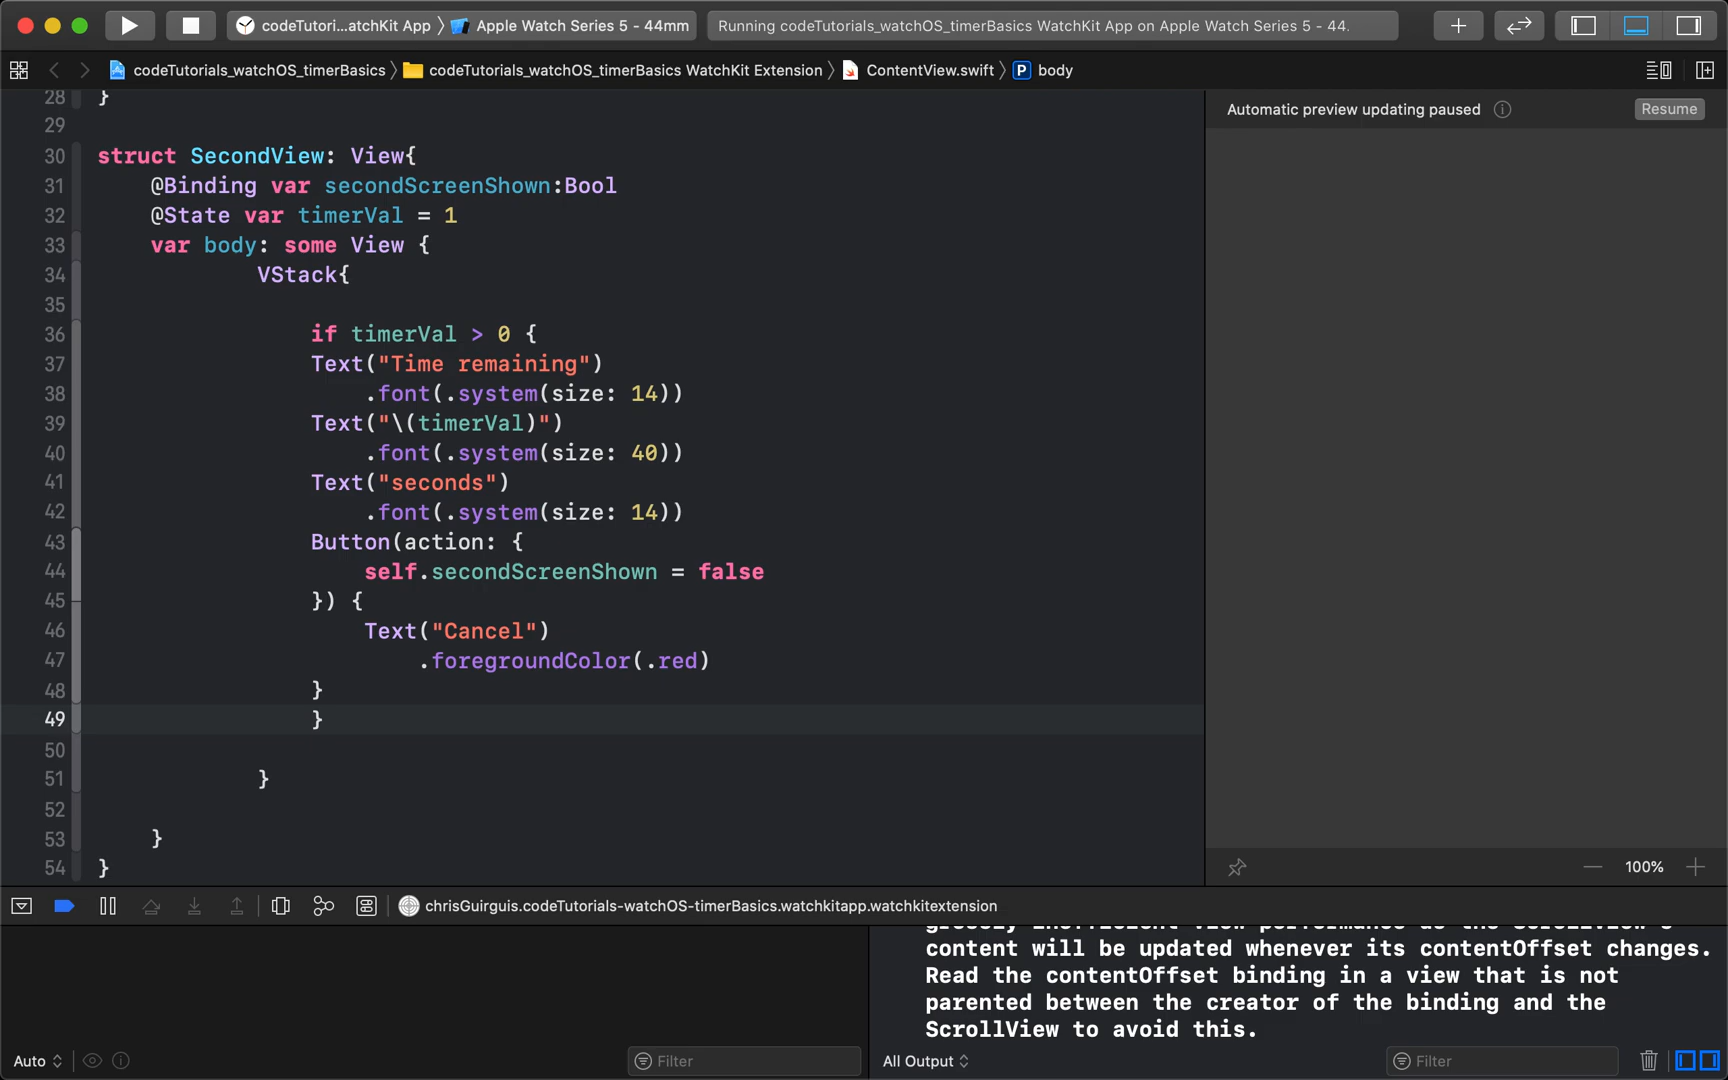 codeTutori...atchKit App 〉 Apple Watch Series 5 - 44mm
Running codeTutorials_watchOS_timerBasics WatchKit App on Apple Watch Series 5 - 44.
codeTutorials_watchOS_timerBasics 〉 codeTutorials_watchOS_timerBasics WatchKit Extension 〉 ContentView.swift 〉 P body
Automatic preview updating paused
Resume
28 }
29
30 struct SecondView: View{
31 @Binding var secondScreenShown:Bool
32 @State var timerVal = 1
33 var body: some View {
34 VStack{
35
36 if timerVal > 0 {
37 Text("Time remaining")
38 .font(.system(size: 14))
39 Text("\(timerVal)")
40 .font(.system(size: 40))
41 Text("seconds")
42 .font(.system(size: 14))
43 Button(action: {
44 self.secondScreenShown = false
45 }) {
46 Text("Cancel")
47 .foregroundColor(.red)
48 }
49 }
50
51 }
52
53 }
54 }
100%
chrisGuirguis.codeTutorials-watchOS-timerBasics.watchkitapp.watchkitextension
content will be updated whenever its contentOffset changes.
Read the contentOffset binding in a view that is not
parented between the creator of the binding and the
ScrollView to avoid this.
Auto
Filter
All Output
Filter